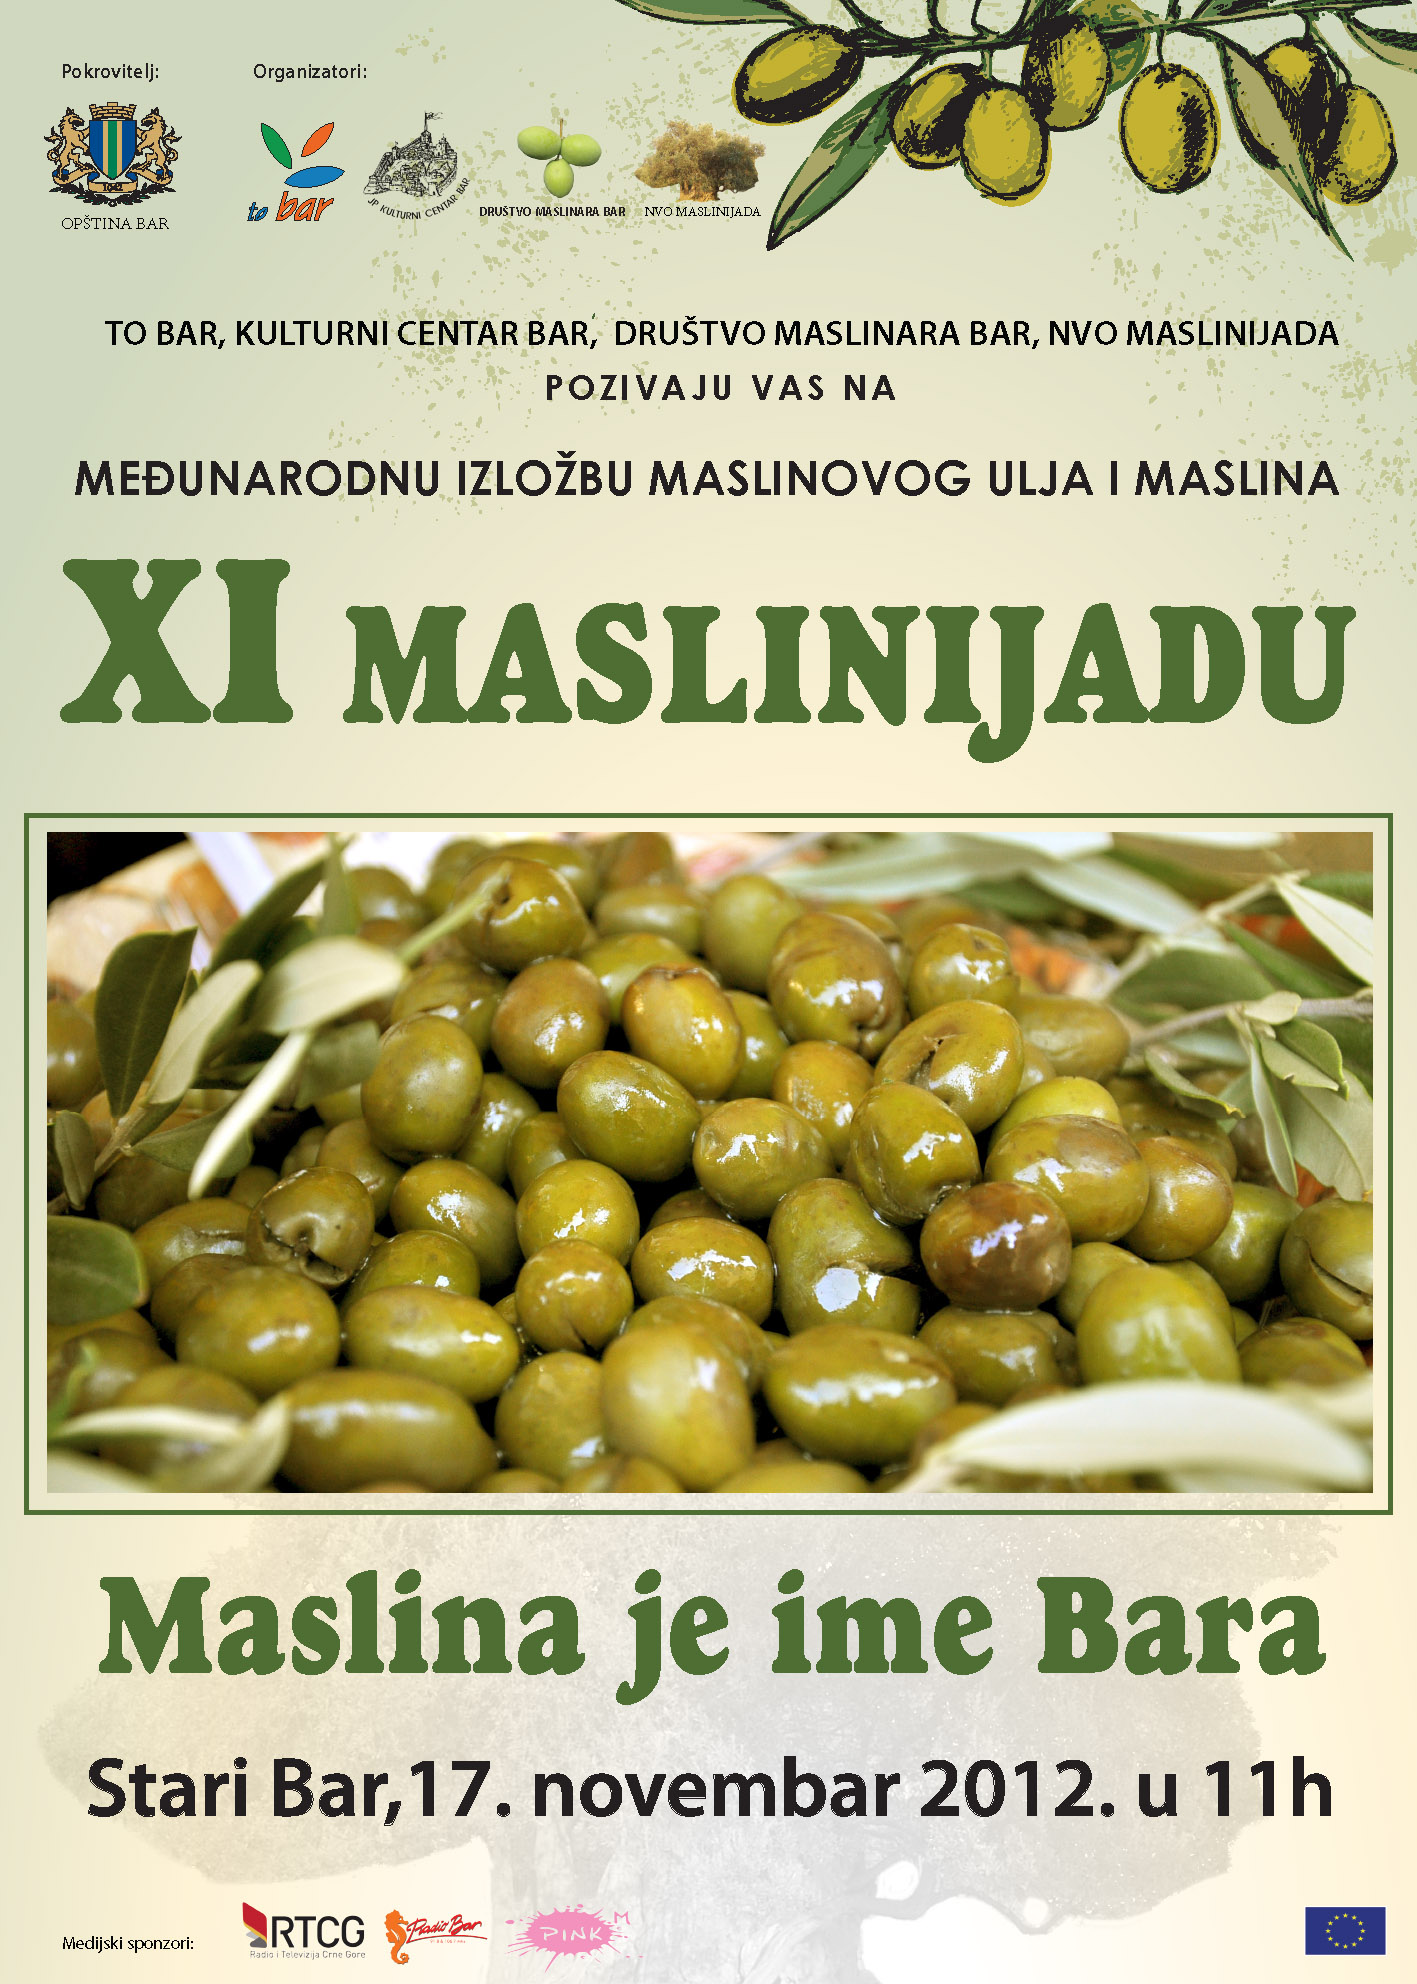 Pokrovitelj:
Organizatori:
1642
OPŠTINA BAR
to bar
JP KULTURNI CENTAR BAR
DRUŠTVO MASLINARA BAR
NVO MASLINIJADA
TO BAR, KULTURNI CENTAR BAR, DRUŠTVO MASLINARA BAR, NVO MASLINIJADA
POZIVAJU VAS NA
MEĐUNARODNU IZLOŽBU MASLINOVOG ULJA I MASLINA
XI MASLINIJADU
Maslina je ime Bara
Stari Bar,17. novembar 2012. u 11h
Medijski sponzori:
RTCG
Radio i Televizija Crne Gore
Radio Bar
PINK M